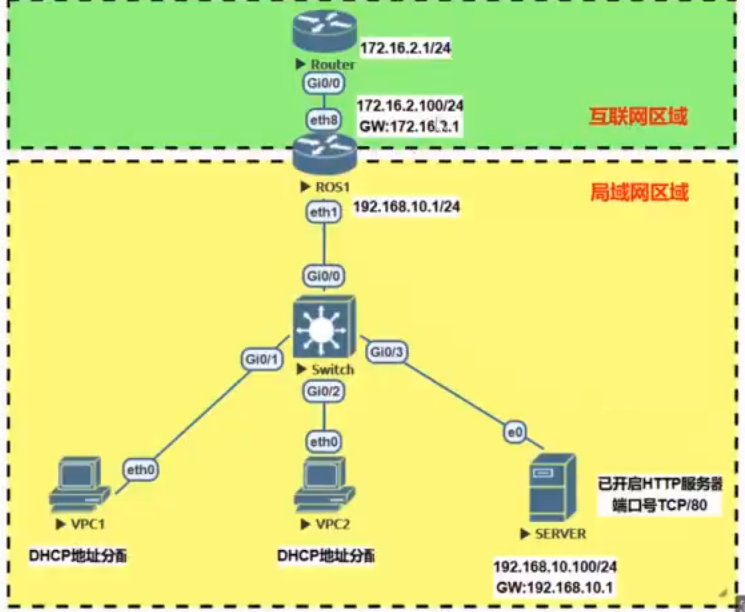 172.16.2.1/24
Router
Gi0/0
172.16.2.100/24
eth8
GW:172.16.2.1
互联网区域
ROS1
局域网区域
eth1
192.168.10.1/24
Gi0/0
Gi0/1
Gi0/3
Switch
Gi0/2
eth0
eth0
e0
已开启HTTP服务器
端口号TCP/80
VPC1
VPC2
SERVER
DHCP地址分配
DHCP地址分配
192.168.10.100/24
GW:192.168.10.1